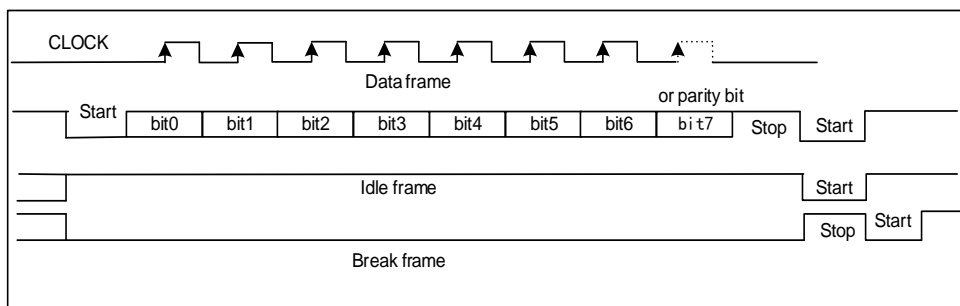 CLOCK
Data frame
or parity bit
Start bit0 bit1 bit2 bit3 bit4 bit5 bit6 bit7 Stop Start
Idle frame
Start
Stop Start
Break frame